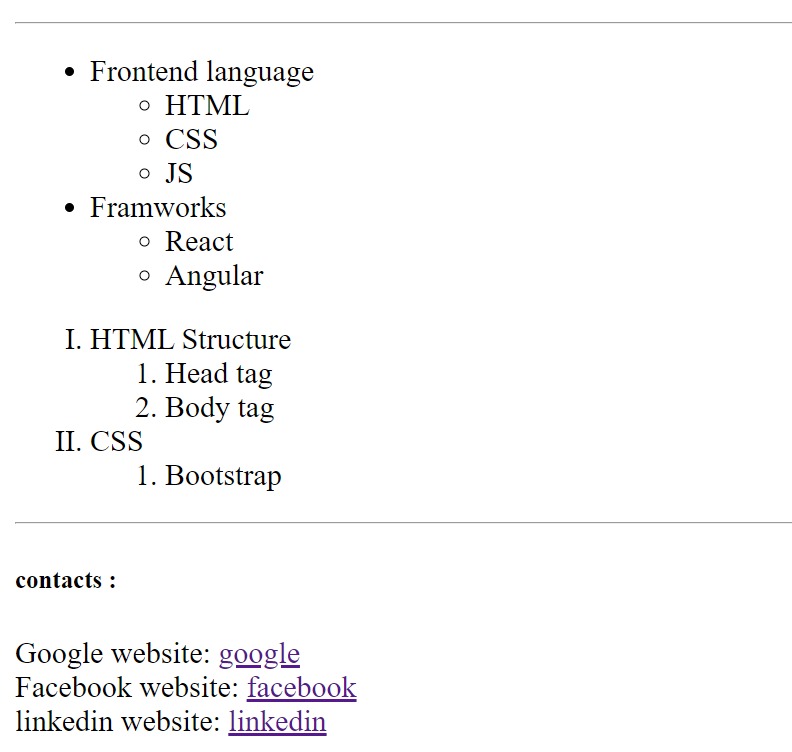 • Frontend language
◦ HTML
◦ CSS
◦ JS
• Framworks
◦ React
◦ Angular
I. HTML Structure
1. Head tag
2. Body tag
II. CSS
1. Bootstrap
contacts :
Google website: google
Facebook website: facebook
linkedin website: linkedin